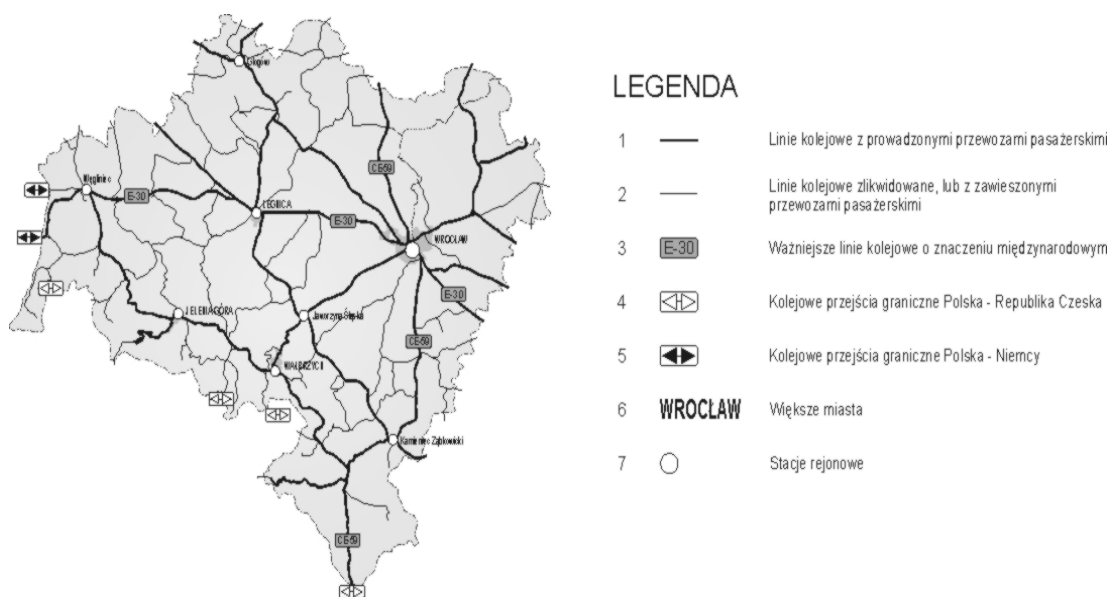 Głogów
CE-59
Węgliniec
E-30
LEGNICA
E-30
WROCŁAW
E-30
JELENIA GÓRA
Jaworzyna Śląska
CE-59
WAŁBRZYCH
Kamieniec Ząbkowicki
CE-59
LEGENDA
1 Linie kolejowe z prowadzonymi przewozami pasażerskimi
2 Linie kolejowe zlikwidowane, lub z zawieszonymi
przewozami pasażerskimi
3 E-30 Ważniejsze linie kolejowe o znaczeniu międzynarodowym
4 Kolejowe przejścia graniczne Polska - Republika Czeska
5 Kolejowe przejścia graniczne Polska - Niemcy
6 WROCŁAW Większe miasta
7 Stacje rejonowe